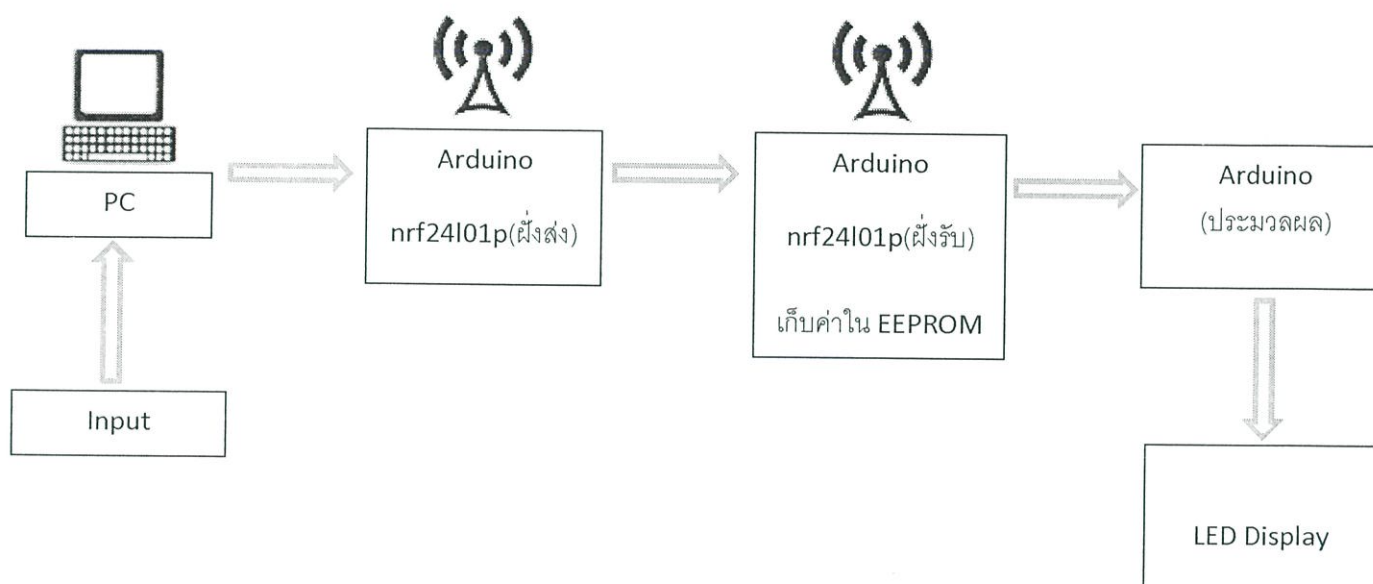 PC
Input
Arduino
nrf24l01p(ฝั่งส่ง)
Arduino
nrf24l01p(ฝั่งรับ)
เก็บค่าใน EEPROM
Arduino
(ประมวลผล)
LED Display